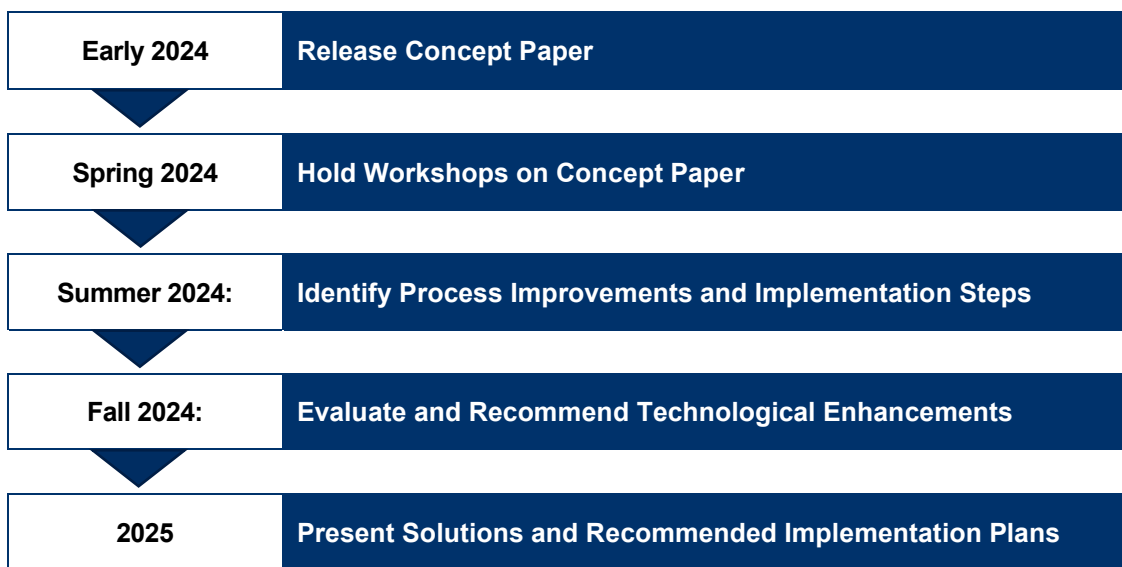 Early 2024
Release Concept Paper
Spring 2024
Hold Workshops on Concept Paper
Summer 2024:
Identify Process Improvements and Implementation Steps
Fall 2024:
Evaluate and Recommend Technological Enhancements
2025
Present Solutions and Recommended Implementation Plans